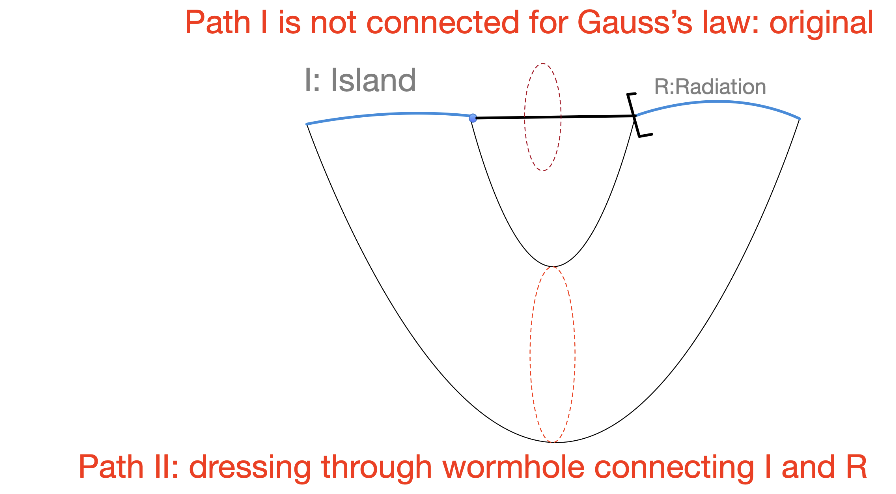 Path I is not connected for Gauss’s law: original
I: Island
R:Radiation
Path II: dressing through wormhole connecting I and R